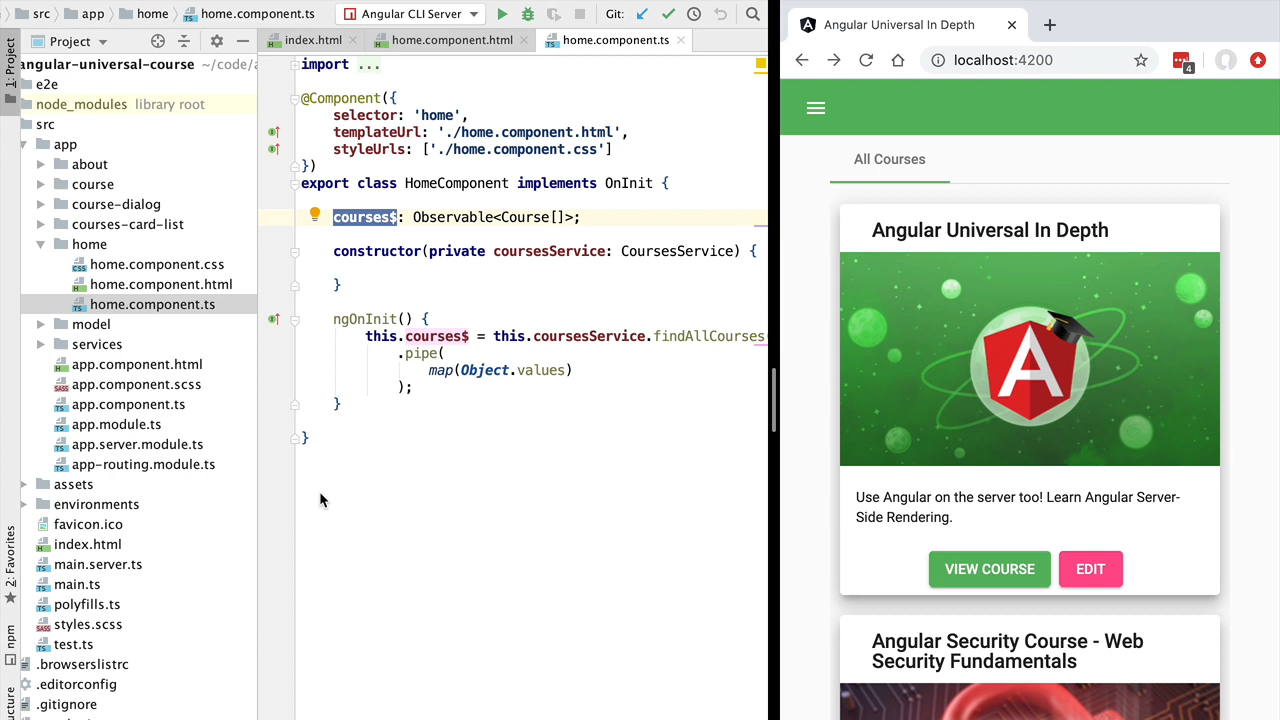 src
app
home
home.component.ts
Angular CLI Server
Git:
1: Project
Project
index.html
home.component.html
home.component.ts
angular-universal-course ~/code/a
e2e
node_modules library root
src
app
about
course
course-dialog
courses-card-list
home
home.component.css
home.component.html
home.component.ts
model
services
app.component.html
app.component.scss
app.component.ts
app.module.ts
app.server.module.ts
app-routing.module.ts
assets
environments
favicon.ico
index.html
main.server.ts
main.ts
polyfills.ts
styles.scss
test.ts
.browserslistrc
.editorconfig
.gitignore
2: Favorites
npm
import ...
@Component({
selector: 'home',
templateUrl: './home.component.html',
styleUrls: ['./home.component.css']
})
export class HomeComponent implements OnInit {
courses$: Observable<Course[]>;
constructor(private coursesService: CoursesService) {
}
ngOnInit() {
this.courses$ = this.coursesService.findAllCourses
.pipe(
map(Object.values)
);
}
}
Angular Universal In Depth
localhost:4200
4
All Courses
Angular Universal In Depth
A
Use Angular on the server too! Learn Angular Server-
Side Rendering.
VIEW COURSE
EDIT
Angular Security Course - Web
Security Fundamentals